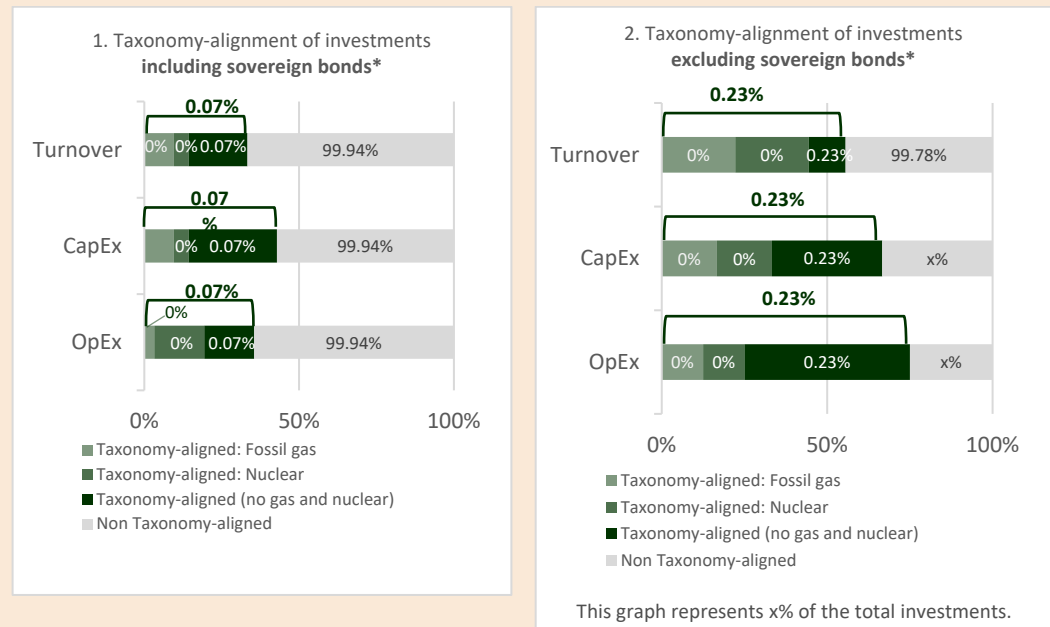 1. Taxonomy-alignment of investments
including sovereign bonds*
0.07%
Turnover
0% 0% 0.07% 99.94%
0.07
%
CapEx
0% 0.07% 99.94%
0.07%
0%
OpEx
0% 0.07% 99.94%
0% 50% 100%
Taxonomy-aligned: Fossil gas
Taxonomy-aligned: Nuclear
Taxonomy-aligned (no gas and nuclear)
Non Taxonomy-aligned
2. Taxonomy-alignment of investments
excluding sovereign bonds*
0.23%
Turnover
0% 0% 0.23% 99.78%
0.23%
CapEx
0% 0% 0.23% x%
0.23%
OpEx
0% 0% 0.23% x%
0% 50% 100%
Taxonomy-aligned: Fossil gas
Taxonomy-aligned: Nuclear
Taxonomy-aligned (no gas and nuclear)
Non Taxonomy-aligned
This graph represents x% of the total investments.